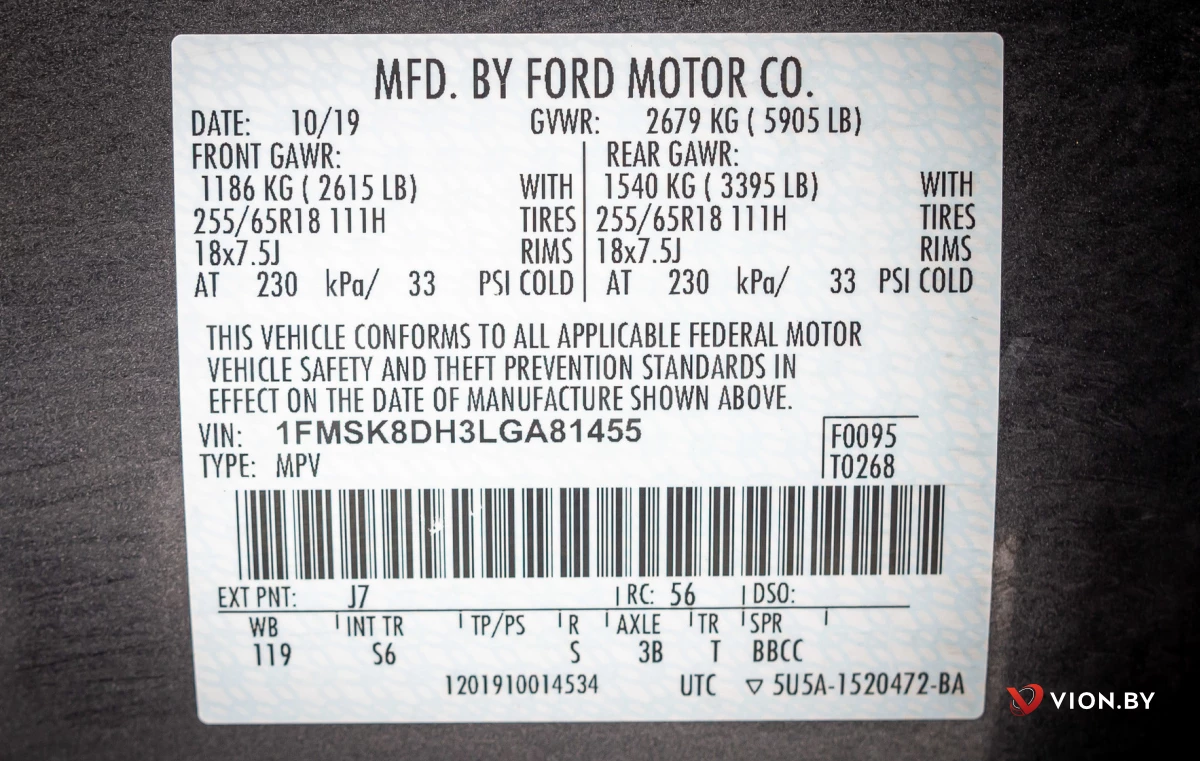 MFD. BY FORD MOTOR CO.
DATE: 10/19 GVWR: 2679 KG ( 5905 LB)
FRONT GAWR: REAR GAWR:
1186 KG ( 2615 LB) WITH 1540 KG ( 3395 LB) WITH
255/65R18 111H TIRES 255/65R18 111H TIRES
18x7.5J RIMS 18x7.5J RIMS
AT 230 kPa/ 33 PSI COLD AT 230 kPa/ 33 PSI COLD
THIS VEHICLE CONFORMS TO ALL APPLICABLE FEDERAL MOTOR
VEHICLE SAFETY AND THEFT PREVENTION STANDARDS IN
EFFECT ON THE DATE OF MANUFACTURE SHOWN ABOVE.
VIN: 1FMSK8DH3LGA81455 F0095
TYPE: MPV T0268
EXT PNT: J7 RC: 56 DSO:
WB INT TR TP/PS R AXLE TR SPR
119 S6 S 3B T BBCC
1201910014534 UTC ▽ 5U5A-1520472-BA
VION.BY